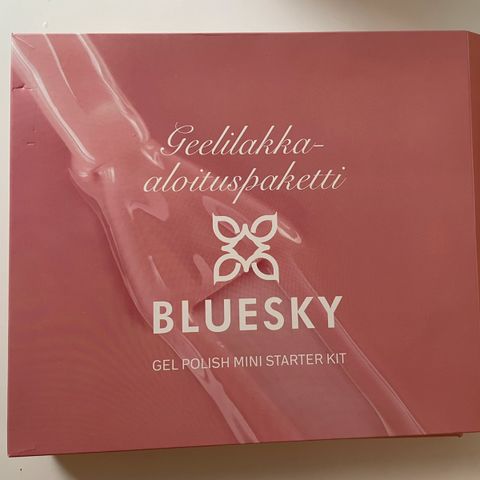 Geelilakka-
aloituspaketti
BLUESKY
GEL POLISH MINI STARTER KIT